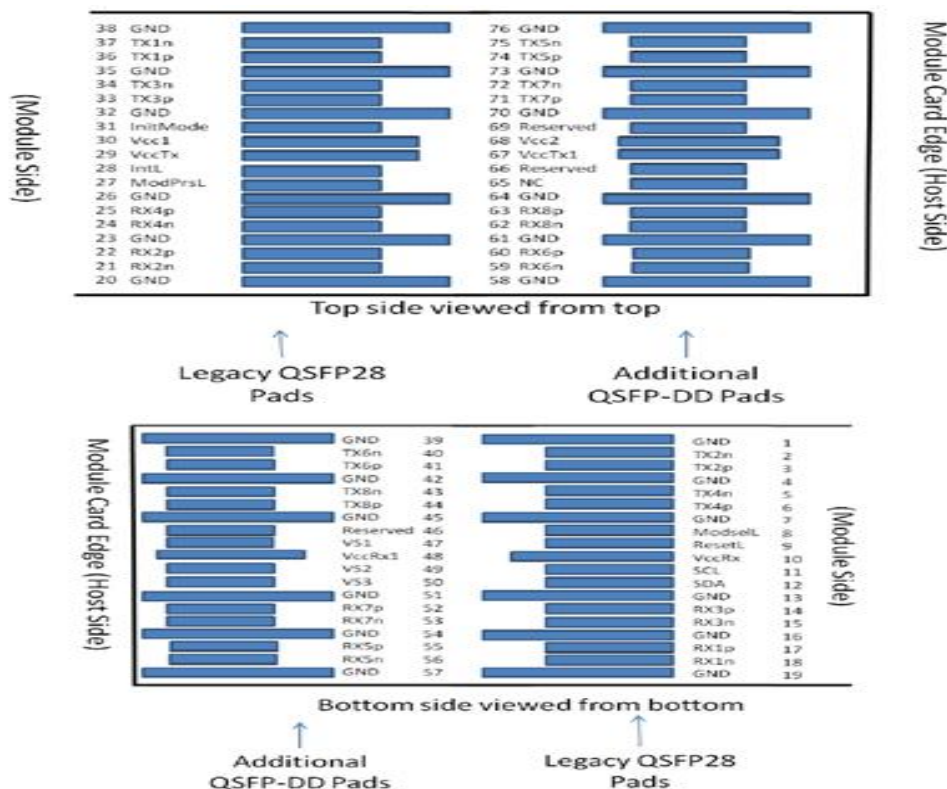 38 GND
37 TX1n
36 TX1p
35 GND
34 TX3n
33 TX3p
32 GND
31 InitMode
30 Vcc1
29 VccTx
28 IntL
27 ModPrsL
26 GND
25 RX4p
24 RX4n
23 GND
22 RX2p
21 RX2n
20 GND
76 GND
75 TX5n
74 TX5p
73 GND
72 TX7n
71 TX7p
70 GND
69 Reserved
68 Vcc2
67 VccTx1
66 Reserved
65 NC
64 GND
63 RX8p
62 RX8n
61 GND
60 RX6p
59 RX6n
58 GND
(Module Side)
Module Card Edge (Host Side)
Top side viewed from top
Legacy QSFP28
Pads
Additional
QSFP-DD Pads
Module Card Edge (Host Side)
GND 39
TX6n 40
TX6p 41
GND 42
TX8n 43
TX8p 44
GND 45
Reserved 46
VS1 47
VccRx1 48
VS2 49
VS3 50
GND 51
RX7p 52
RX7n 53
GND 54
RX5p 55
RX5n 56
GND 57
GND 1
TX2n 2
TX2p 3
GND 4
TX4n 5
TX4p 6
GND 7
ModselL 8
ResetL 9
VccRx 10
SCL 11
SDA 12
GND 13
RX3p 14
RX3n 15
GND 16
RX1p 17
RX1n 18
GND 19
(Module Side)
Bottom side viewed from bottom
Additional
QSFP-DD Pads
Legacy QSFP28
Pads